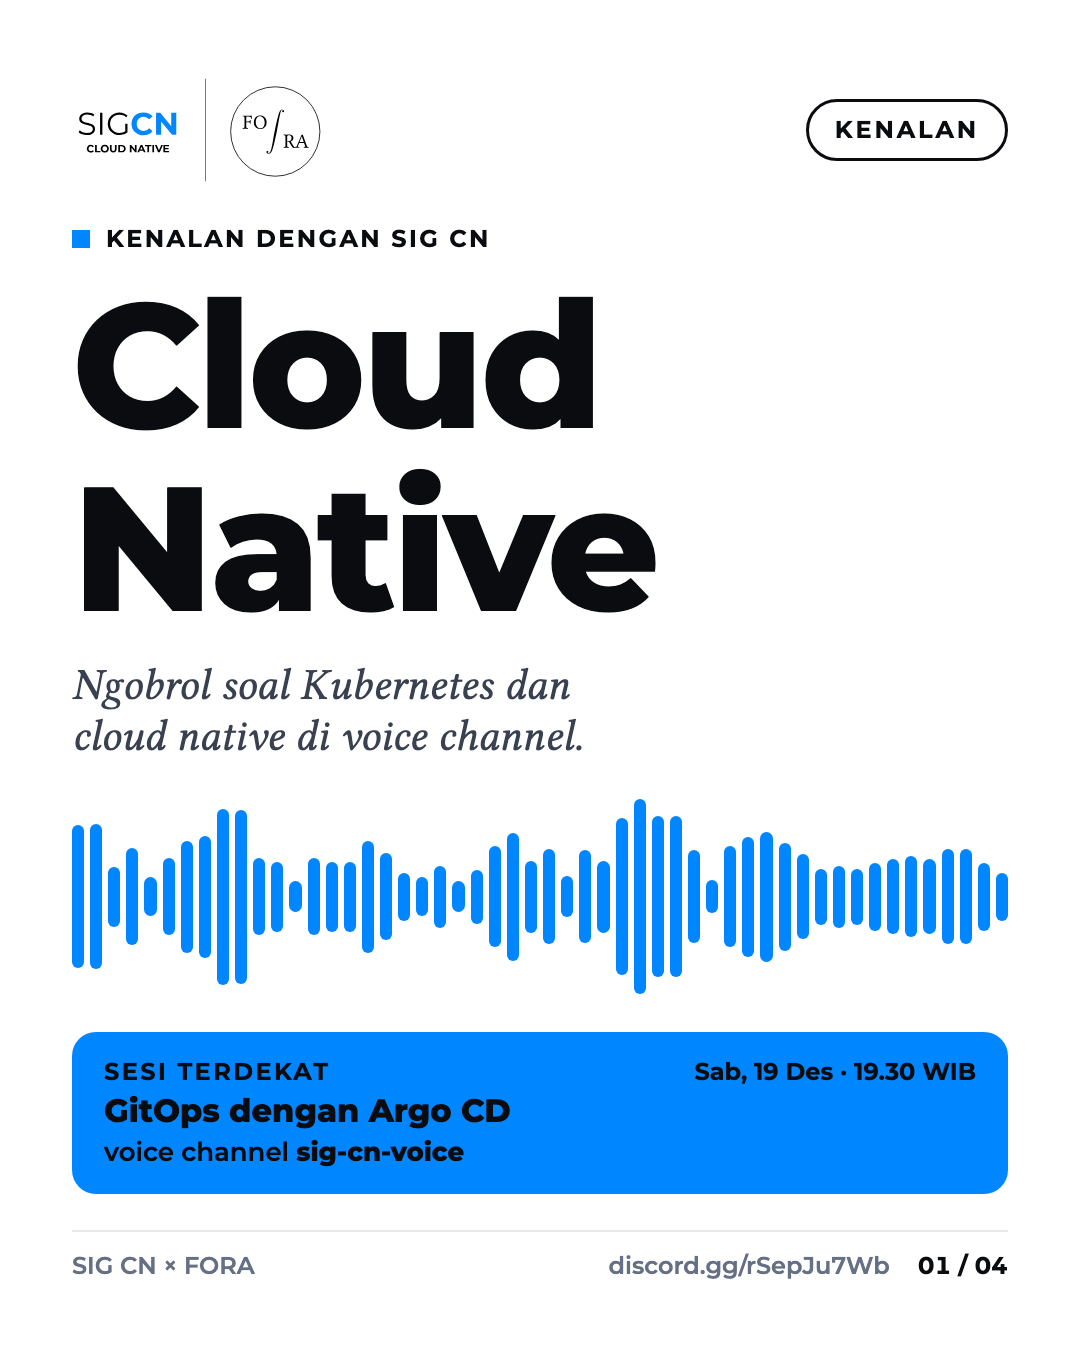 SIGCN
CLOUD NATIVE
FO∫RA
KENALAN
KENALAN DENGAN SIG CN
Cloud
Native
Ngobrol soal Kubernetes dan
cloud native di voice channel.
SESI TERDEKAT
Sab, 19 Des · 19.30 WIB
GitOps dengan Argo CD
voice channel sig-cn-voice
SIG CN × FORA
discord.gg/rSepJu7Wb
01 / 04